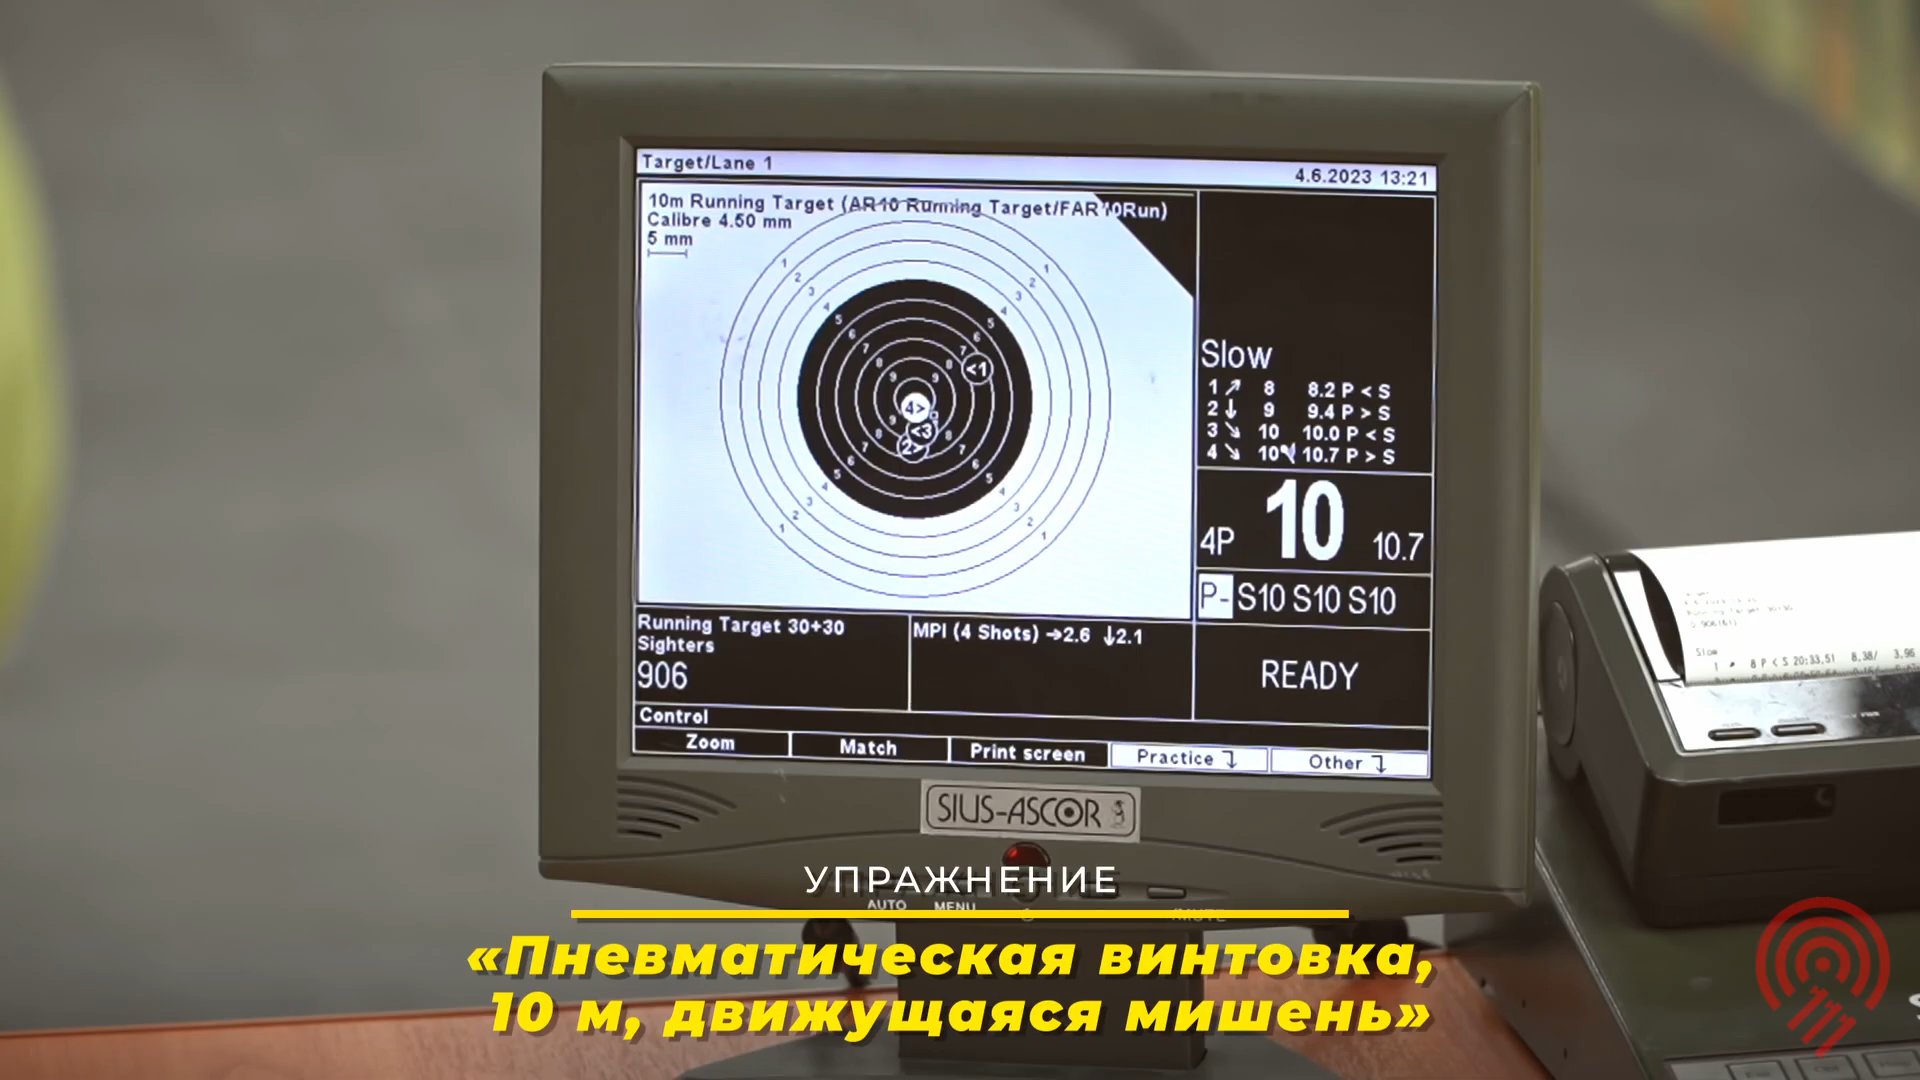 Target/Lane 1
4.6.2023 13:21
10m Running Target (AR10 Running Target/FAR10Run)
Calibre 4.50 mm
5 mm
Slow
1 ↗ 8 8.2 P < S
2 ↓ 9 9.4 P > S
3 ↘ 10 10.0 P < S
4 ↘ 10 10.7 P > S
4P 10 10.7
P- S10 S10 S10
Running Target 30+30
Sighters
906
MPI (4 Shots) →2.6 ↓2.1
READY
Control
Zoom Match Print screen Practice Other
SIUS-ASCOR
УПРАЖНЕНИЕ
AUTO MENU
«Пневматическая винтовка,
10 м, движущаяся мишень»
111